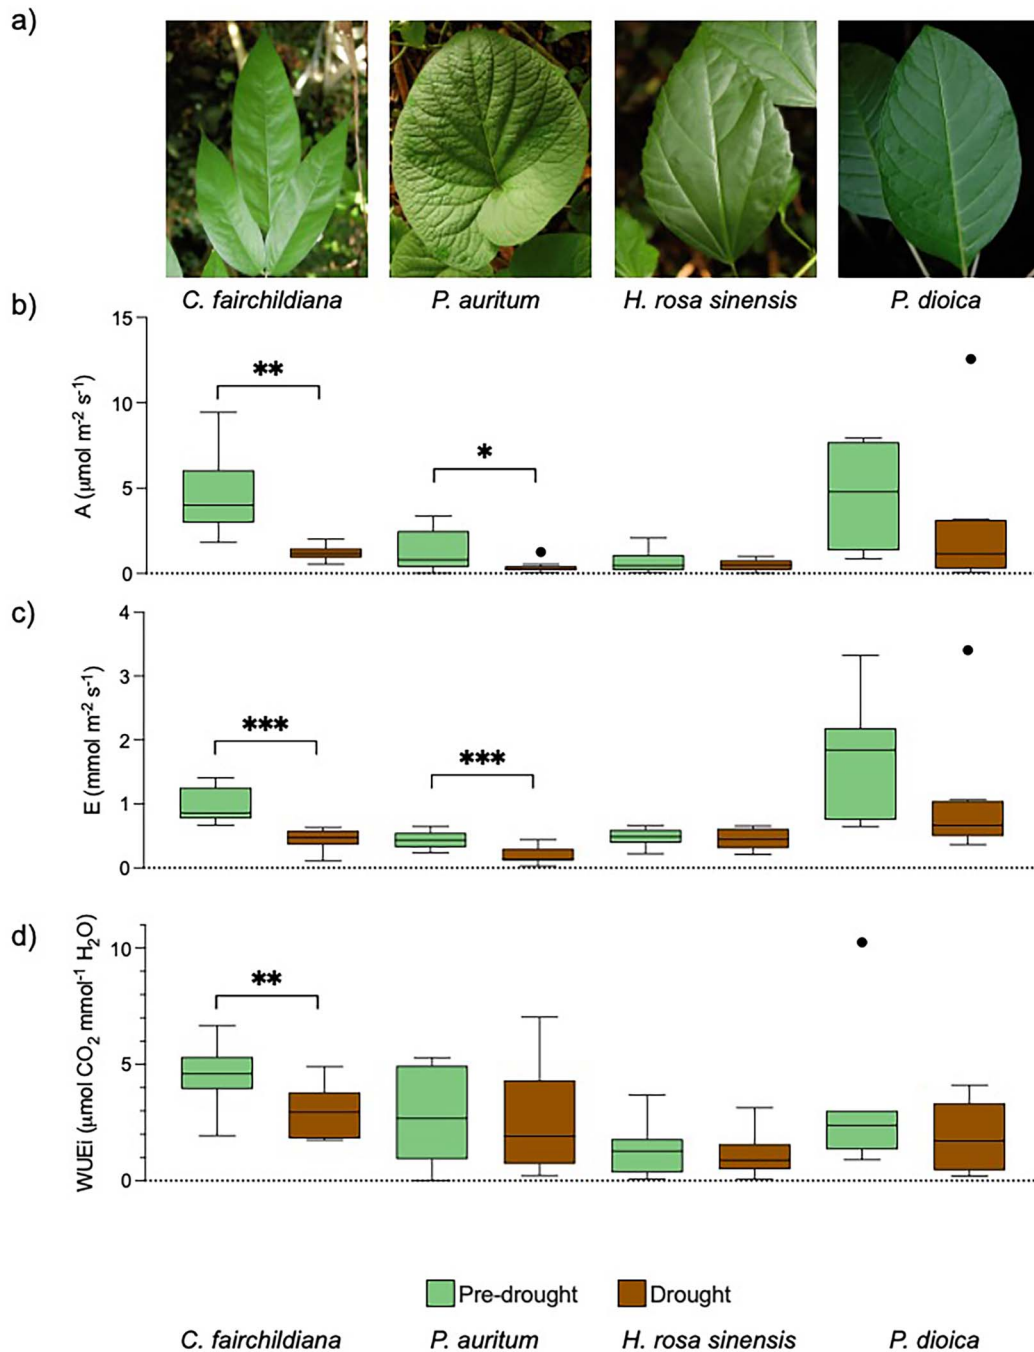 a)
C. fairchildiana P. auritum H. rosa sinensis P. dioica
b)
A (µmol m⁻² s⁻¹)
15
10
5
0
**
*
c)
E (mmol m⁻² s⁻¹)
4
3
2
1
0
***
***
d)
WUEi (µmol CO₂ mmol⁻¹ H₂O)
10
5
0
**
Pre-drought Drought
C. fairchildiana P. auritum H. rosa sinensis P. dioica